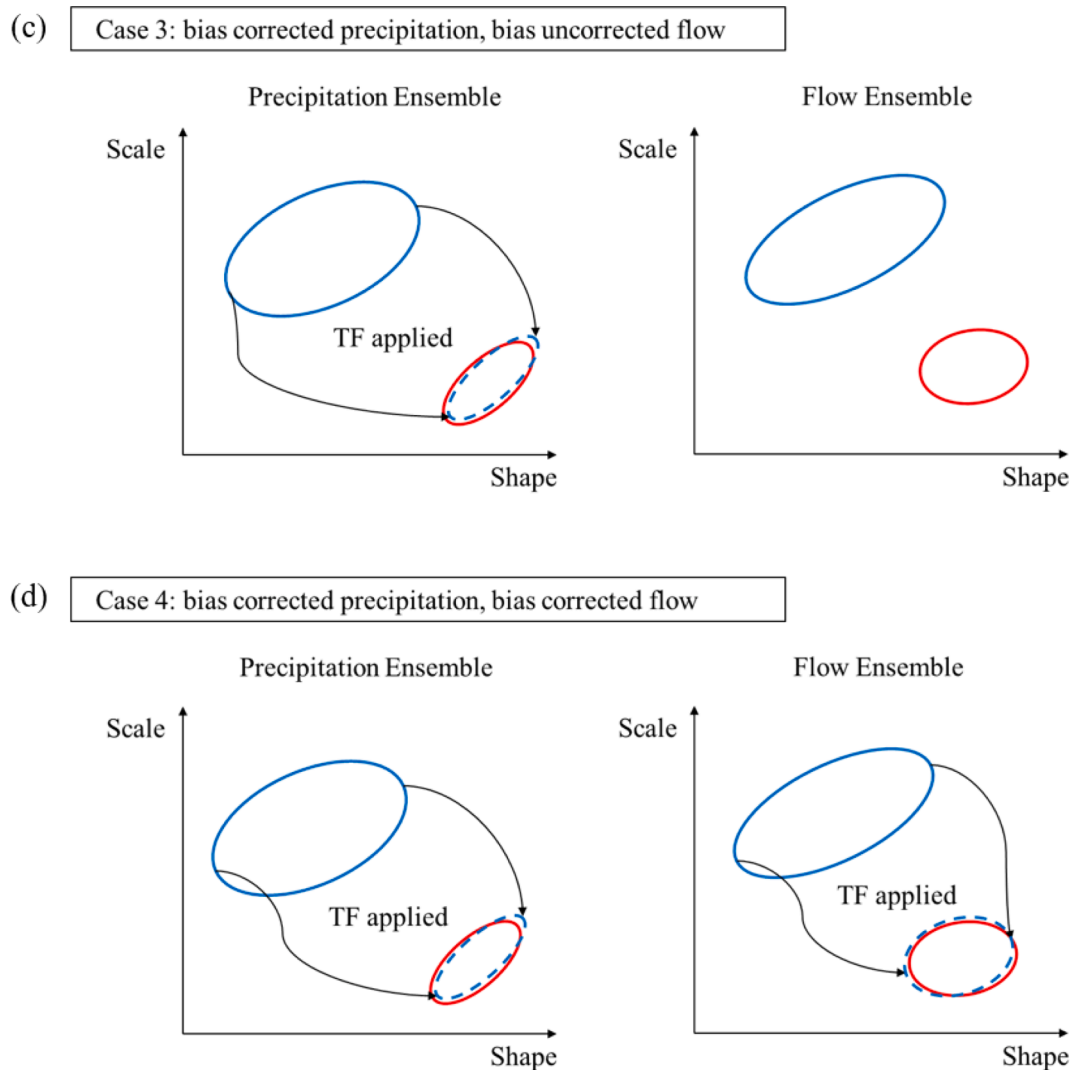 (c) Case 3: bias corrected precipitation, bias uncorrected flow
Precipitation Ensemble
Flow Ensemble
Scale
Scale
TF applied
Shape
Shape
(d) Case 4: bias corrected precipitation, bias corrected flow
Precipitation Ensemble
Flow Ensemble
Scale
Scale
TF applied
TF applied
Shape
Shape